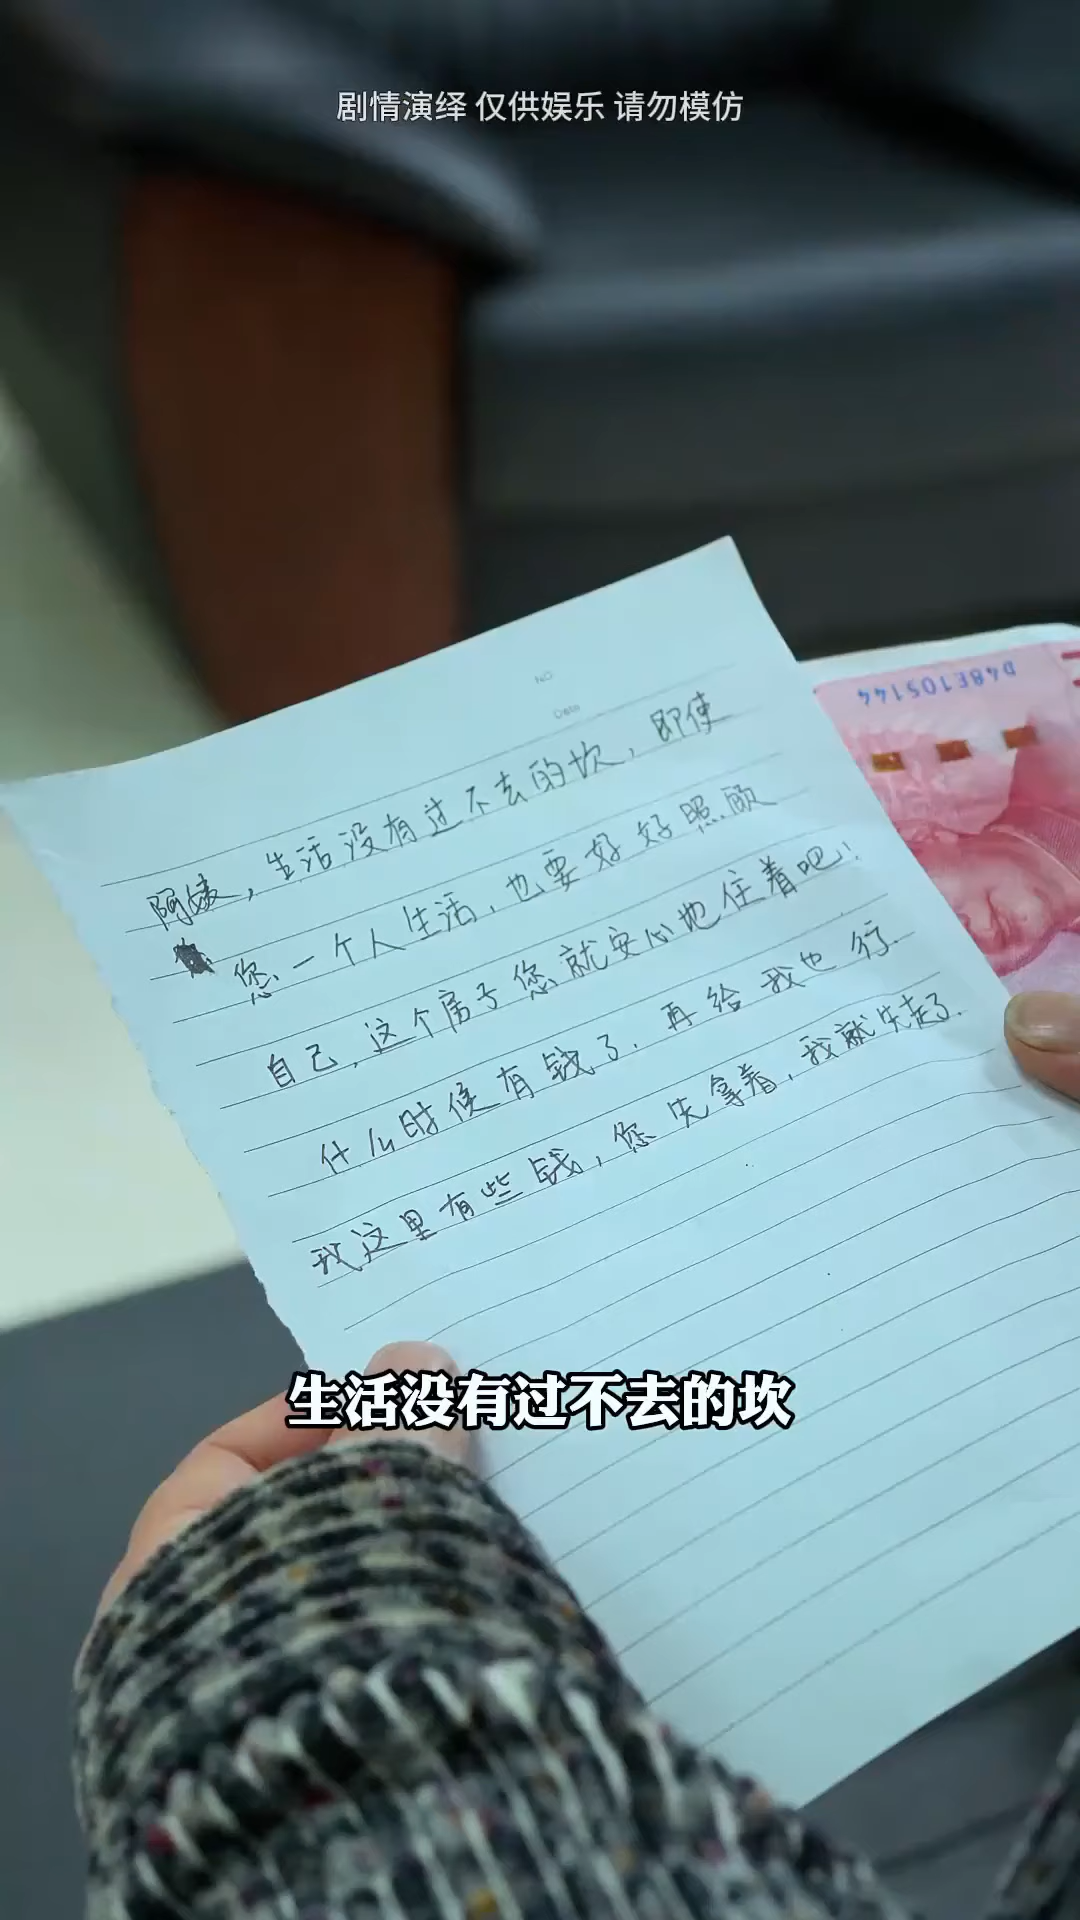 剧情演绎 仅供娱乐 请勿模仿
NO
Date
D48E105144
阿姨，生活没有过不去的坎，即使
您一个人生活，也要好好照顾
自己，这个房子您就安心地住着吧！
什么时候有钱了，再给我也行.
我这里有些钱，您先拿着，我就先走了.
生活没有过不去的坎